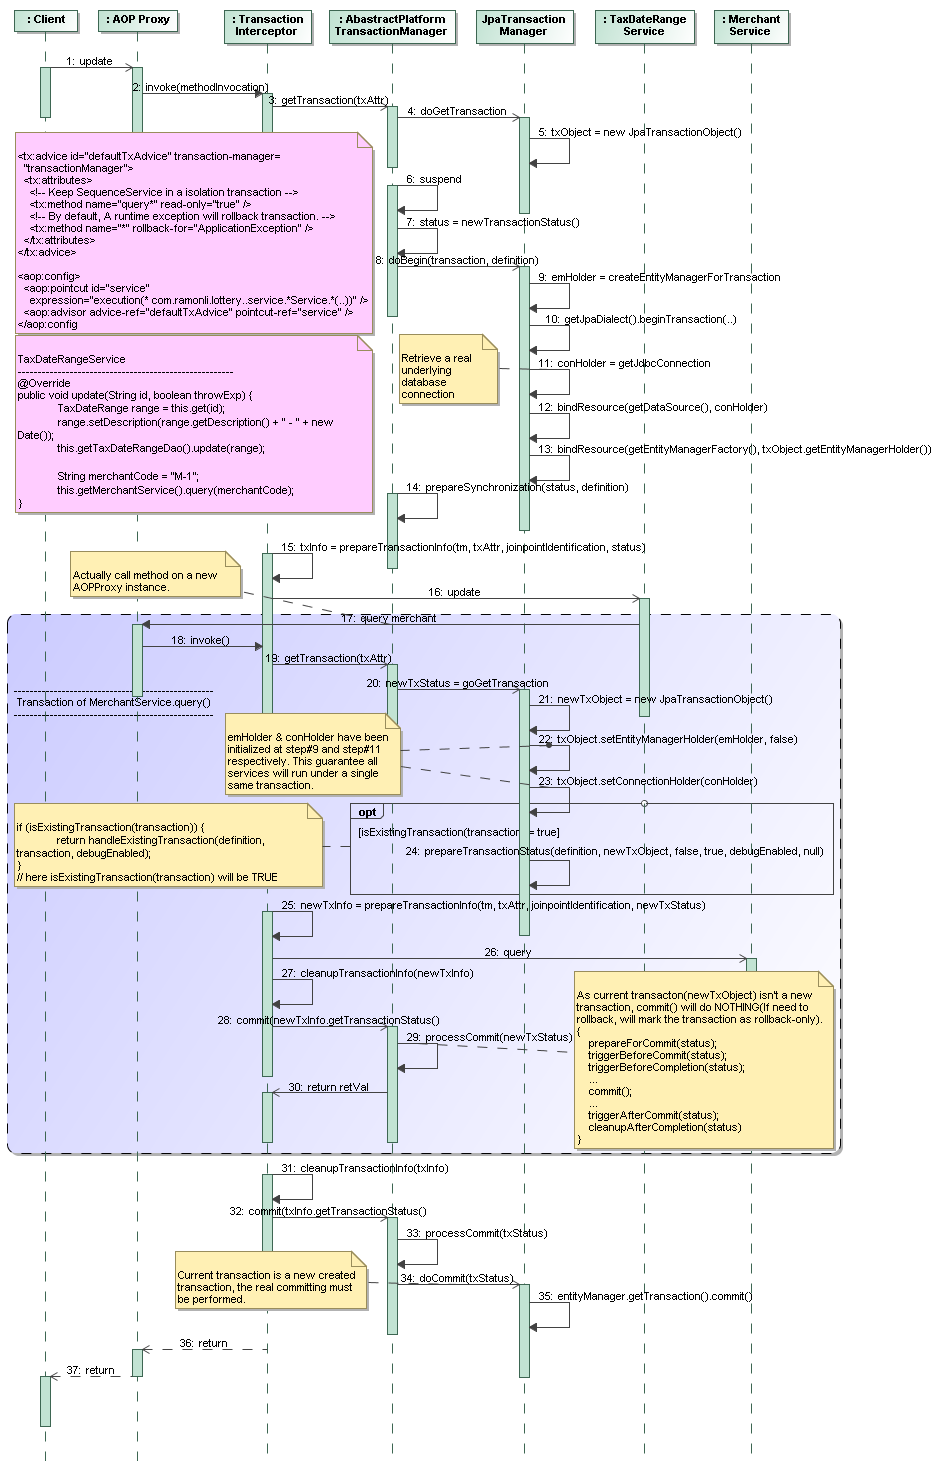 : Client
: AOP Proxy
: Transaction
Interceptor
: AbastractPlatform
TransactionManager
JpaTransaction
Manager
: TaxDateRange
Service
: Merchant
Service
1: update
2: invoke(methodInvocation)
3: getTransaction(txAttr)
4: doGetTransaction
5: txObject = new JpaTransactionObject()
<tx:advice id="defaultTxAdvice" transaction-manager=
"transactionManager">
<tx:attributes>
<!-- Keep SequenceService in a isolation transaction -->
<tx:method name="query*" read-only="true" />
<!-- By default, A runtime exception will rollback transaction. -->
<tx:method name="*" rollback-for="ApplicationException" />
</tx:attributes>
</tx:advice>
<aop:config>
<aop:pointcut id="service"
expression="execution(* com.ramonli.lottery..service.*Service.*(..))" />
<aop:advisor advice-ref="defaultTxAdvice" pointcut-ref="service" />
</aop:config
6: suspend
7: status = newTransactionStatus()
8: doBegin(transaction, definition)
9: emHolder = createEntityManagerForTransaction
10: getJpaDialect().beginTransaction(..)
Retrieve a real
underlying
database
connection
11: conHolder = getJdbcConnection
12: bindResource(getDataSource(), conHolder)
13: bindResource(getEntityManagerFactory(), txObject.getEntityManagerHolder())
TaxDateRangeService
------------------------------------------------------
@Override
public void update(String id, boolean throwExp) {
TaxDateRange range = this.get(id);
range.setDescription(range.getDescription() + " - " + new
Date());
this.getTaxDateRangeDao().update(range);
String merchantCode = "M-1";
this.getMerchantService().query(merchantCode);
}
14: prepareSynchronization(status, definition)
15: txInfo = prepareTransactionInfo(tm, txAttr, joinpointIdentification, status)
Actually call method on a new
AOPProxy instance.
16: update
17: query merchant
18: invoke()
19: getTransaction(txAttr)
20: newTxStatus = goGetTransaction
21: newTxObject = new JpaTransactionObject()
Transaction of MerchantService.query()
emHolder & conHolder have been
initialized at step#9 and step#11
respectively. This guarantee all
services will run under a single
same transaction.
22: txObject.setEntityManagerHolder(emHolder, false)
23: txObject.setConnectionHolder(conHolder)
opt
[isExistingTransaction(transaction) = true]
24: prepareTransactionStatus(definition, newTxObject, false, true, debugEnabled, null)
if (isExistingTransaction(transaction)) {
return handleExistingTransaction(definition,
transaction, debugEnabled);
}
// here isExistingTransaction(transaction) will be TRUE
25: newTxInfo = prepareTransactionInfo(tm, txAttr, joinpointIdentification, newTxStatus)
26: query
27: cleanupTransactionInfo(newTxInfo)
28: commit(newTxInfo.getTransactionStatus()
29: processCommit(newTxStatus)
As current transacton(newTxObject) isn't a new
transaction, commit() will do NOTHING(If need to
rollback, will mark the transaction as rollback-only).
{
prepareForCommit(status);
triggerBeforeCommit(status);
triggerBeforeCompletion(status);
...
commit();
...
triggerAfterCommit(status);
cleanupAfterCompletion(status)
}
30: return retVal
31: cleanupTransactionInfo(txInfo)
32: commit(txInfo.getTransactionStatus()
33: processCommit(txStatus)
Current transaction is a new created
transaction, the real committing must
be performed.
34: doCommit(txStatus)
35: entityManager.getTransaction().commit()
36: return
37: return